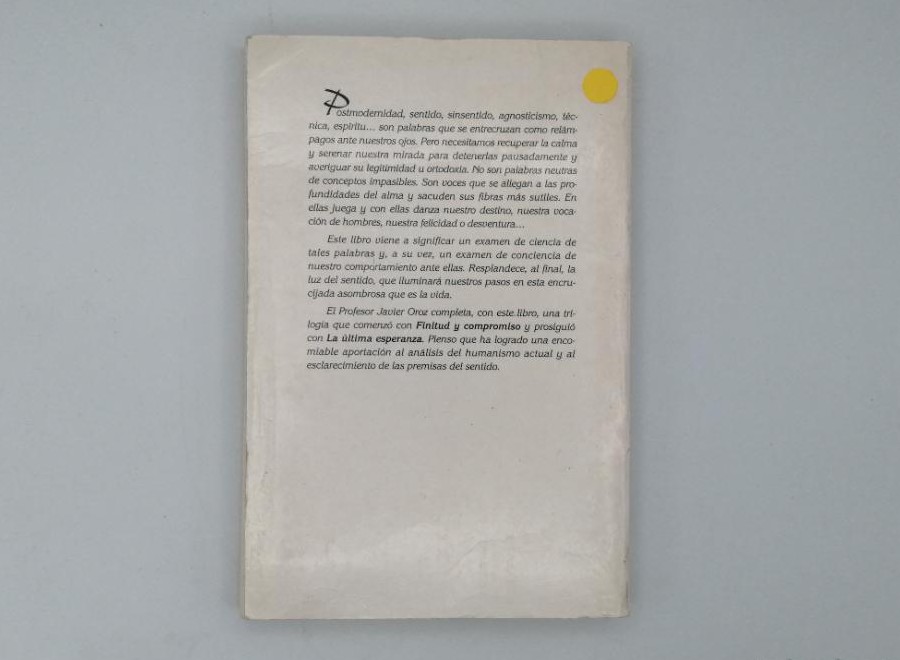 Postmodernidad, sentido, sinsentido, agnosticismo, téc-
nica, espíritu... son palabras que se entrecruzan como relám-
pagos ante nuestros ojos. Pero necesitamos recuperar la calma
y serenar nuestra mirada para detenerlas pausadamente y
averiguar su legitimidad u ortodoxia. No son palabras neutras
de conceptos impasibles. Son voces que se allegan a las pro-
fundidades del alma y sacuden sus fibras más sutiles. En
ellas juega y con ellas danza nuestro destino, nuestra voca-
ción de hombres, nuestra felicidad o desventura...
Este libro viene a significar un examen de ciencia de
tales palabras y, a su vez, un examen de conciencia de
nuestro comportamiento ante ellas. Resplandece, al final, la
luz del sentido, que iluminará nuestros pasos en esta encru-
cijada asombrosa que es la vida.
El Profesor Javier Oroz completa, con este libro, una tri-
logía que comenzó con Finitud y compromiso y prosiguió
con La última esperanza. Pienso que ha logrado una enco-
miable aportación al análisis del humanismo actual y al
esclarecimiento de las premisas del sentido.